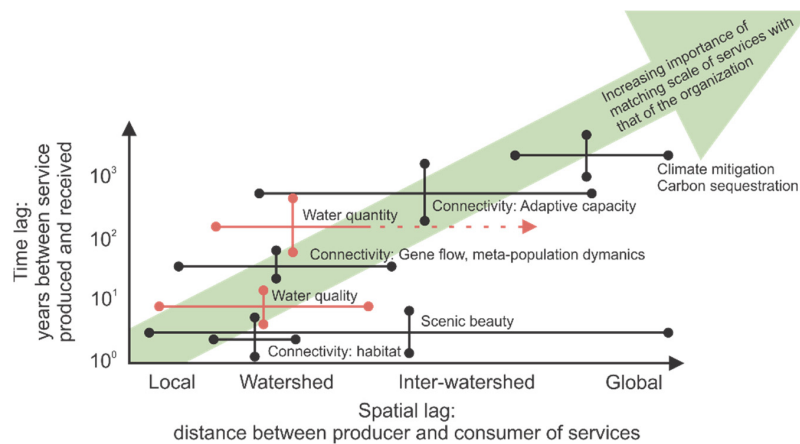 Increasing importance of
matching scale of services with
that of the organization
Time lag:
years between service
produced and received
10³
10²
10¹
10⁰
Climate mitigation
Carbon sequestration
Connectivity: Adaptive capacity
Water quantity
Connectivity: Gene flow, meta-population dymanics
Water quality
Scenic beauty
Connectivity: habitat
Local
Watershed
Inter-watershed
Global
Spatial lag:
distance between producer and consumer of services